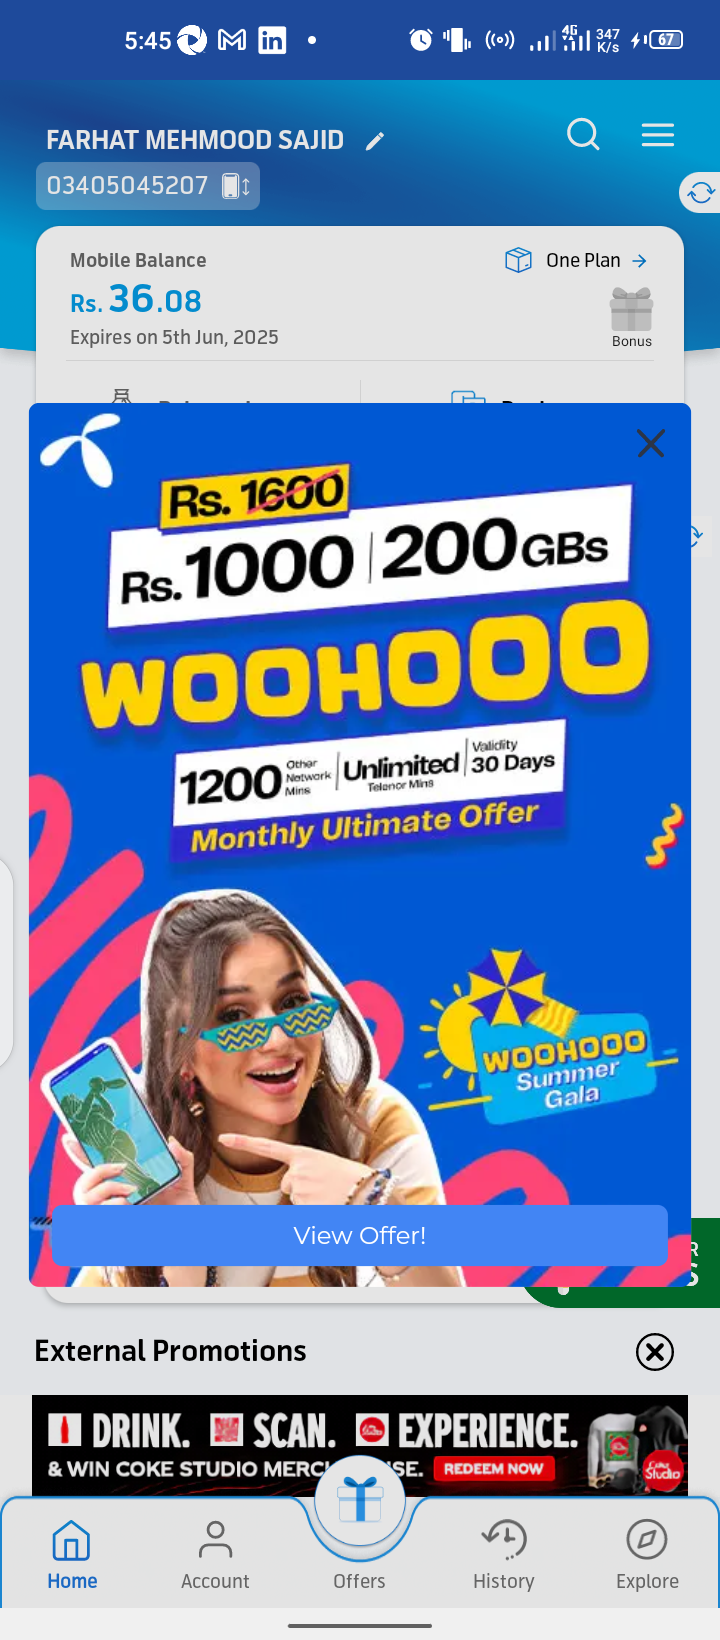 5:45
4G
347
K/s
67
FARHAT MEHMOOD SAJID
03405045207
Mobile Balance
One Plan
Rs. 36.08
Expires on 5th Jun, 2025
Bonus
Rs. 1600
Rs. 1000 | 200 GBs
WOOHOOO
1200 Other Network Mins
Unlimited Telenor Mins
Validity 30 Days
Monthly Ultimate Offer
WOOHOOO
Summer
Gala
View Offer!
R
S
External Promotions
DRINK. SCAN. EXPERIENCE.
& WIN COKE STUDIO MERCH SE. REDEEM NOW
Coke Studio
Home
Account
Offers
History
Explore